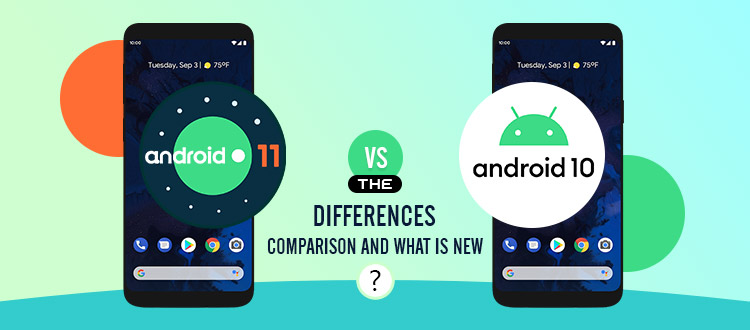 10:00
Tuesday, Sep 3 | 75°F
android 11
VS
THE
DIFFERENCES
COMPARISON AND WHAT IS NEW
?
10:00
Tuesday, Sep 3 | 75°F
android 10